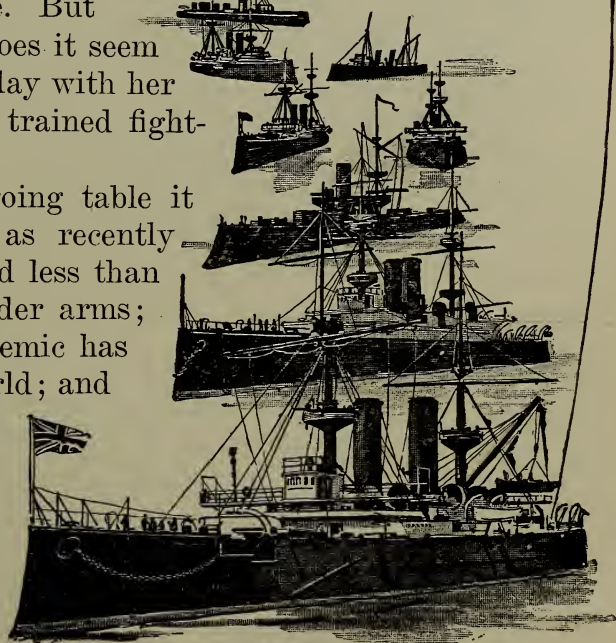 e. But
oes it seem
lay with her
trained fight-
oing table it
as recently
d less than
der arms;
emic has
rld; and